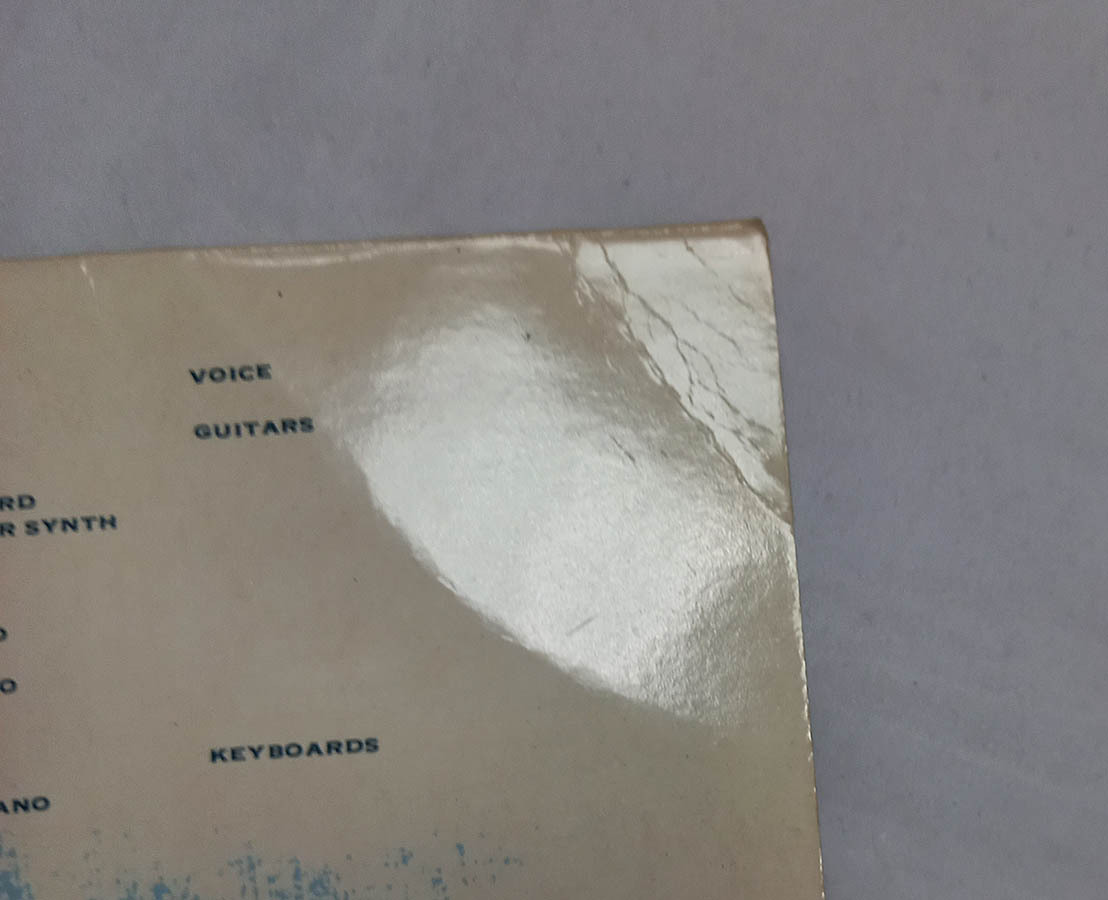 VOICE
GUITARS
RD
R SYNTH
O
KEYBOARDS
ANO